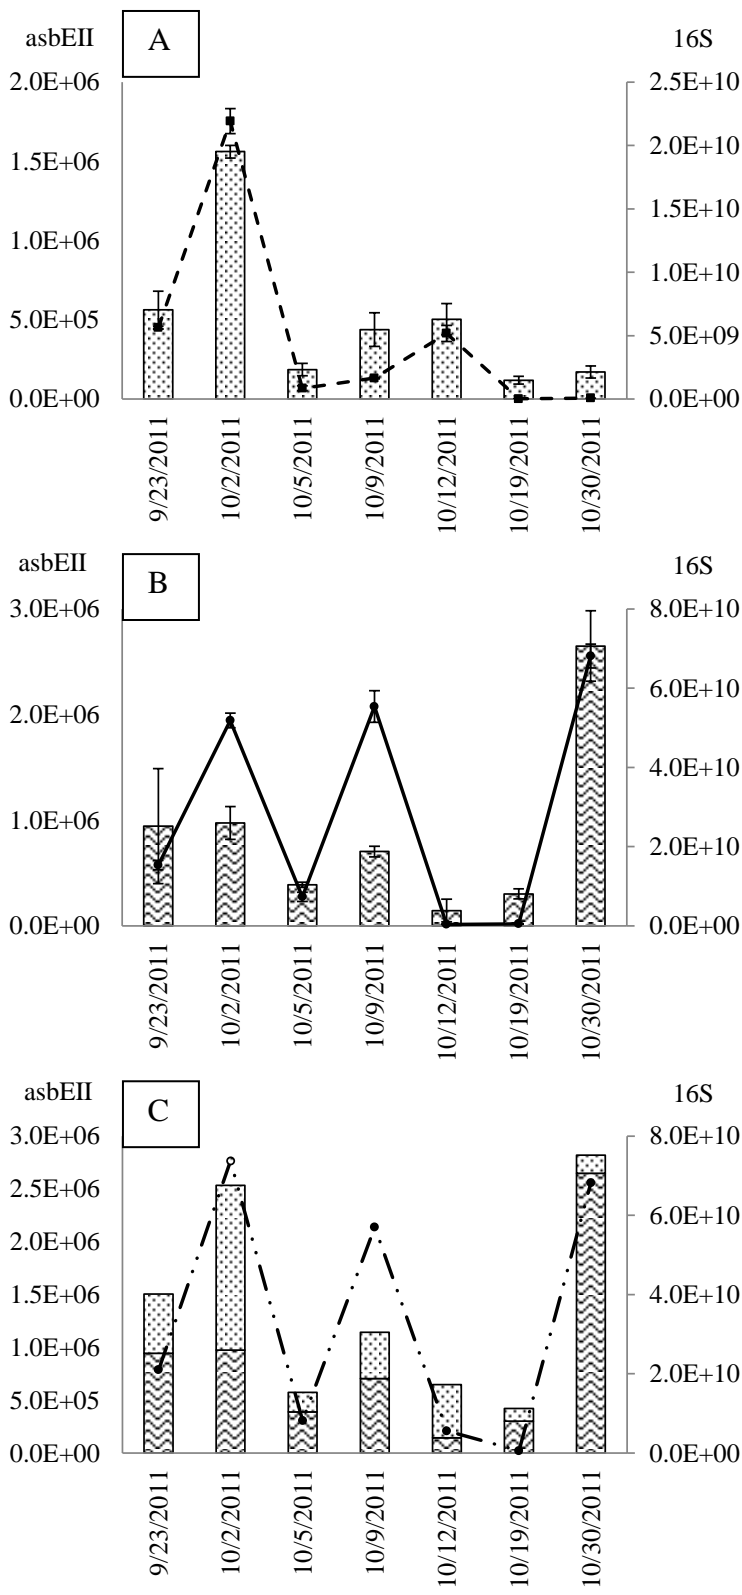 asbEII
A
16S
2.0E+06
1.5E+06
1.0E+06
5.0E+05
0.0E+00
2.5E+10
2.0E+10
1.5E+10
1.0E+10
5.0E+09
0.0E+00
9/23/2011
10/2/2011
10/5/2011
10/9/2011
10/12/2011
10/19/2011
10/30/2011
asbEII
B
16S
3.0E+06
2.0E+06
1.0E+06
0.0E+00
8.0E+10
6.0E+10
4.0E+10
2.0E+10
0.0E+00
9/23/2011
10/2/2011
10/5/2011
10/9/2011
10/12/2011
10/19/2011
10/30/2011
asbEII
C
16S
3.0E+06
2.5E+06
2.0E+06
1.5E+06
1.0E+06
5.0E+05
0.0E+00
8.0E+10
6.0E+10
4.0E+10
2.0E+10
0.0E+00
9/23/2011
10/2/2011
10/5/2011
10/9/2011
10/12/2011
10/19/2011
10/30/2011